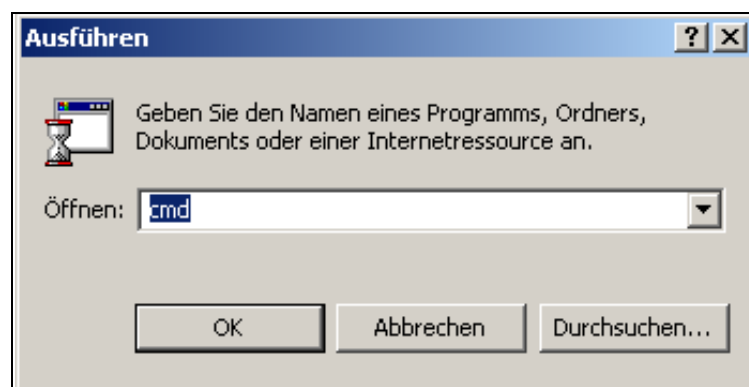 Ausführen
Geben Sie den Namen eines Programms, Ordners,
Dokuments oder einer Internetressource an.
Öffnen: cmd
OK Abbrechen Durchsuchen...